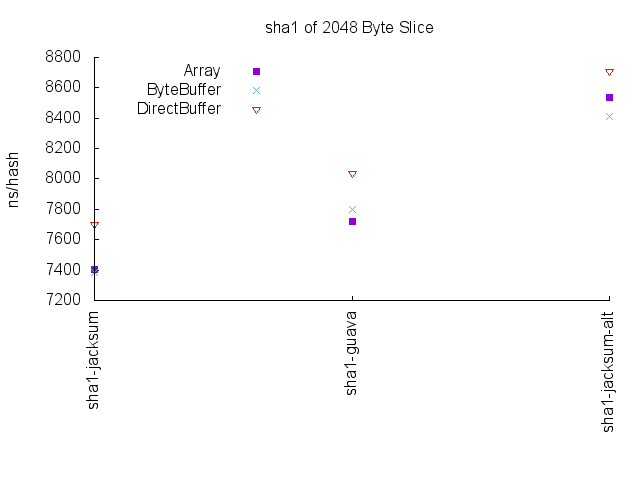 sha1 of 2048 Byte Slice
8800
8600
8400
8200
8000
7800
7600
7400
7200
ns/hash
Array
ByteBuffer
DirectBuffer
sha1-jacksum
sha1-guava
sha1-jacksum-alt